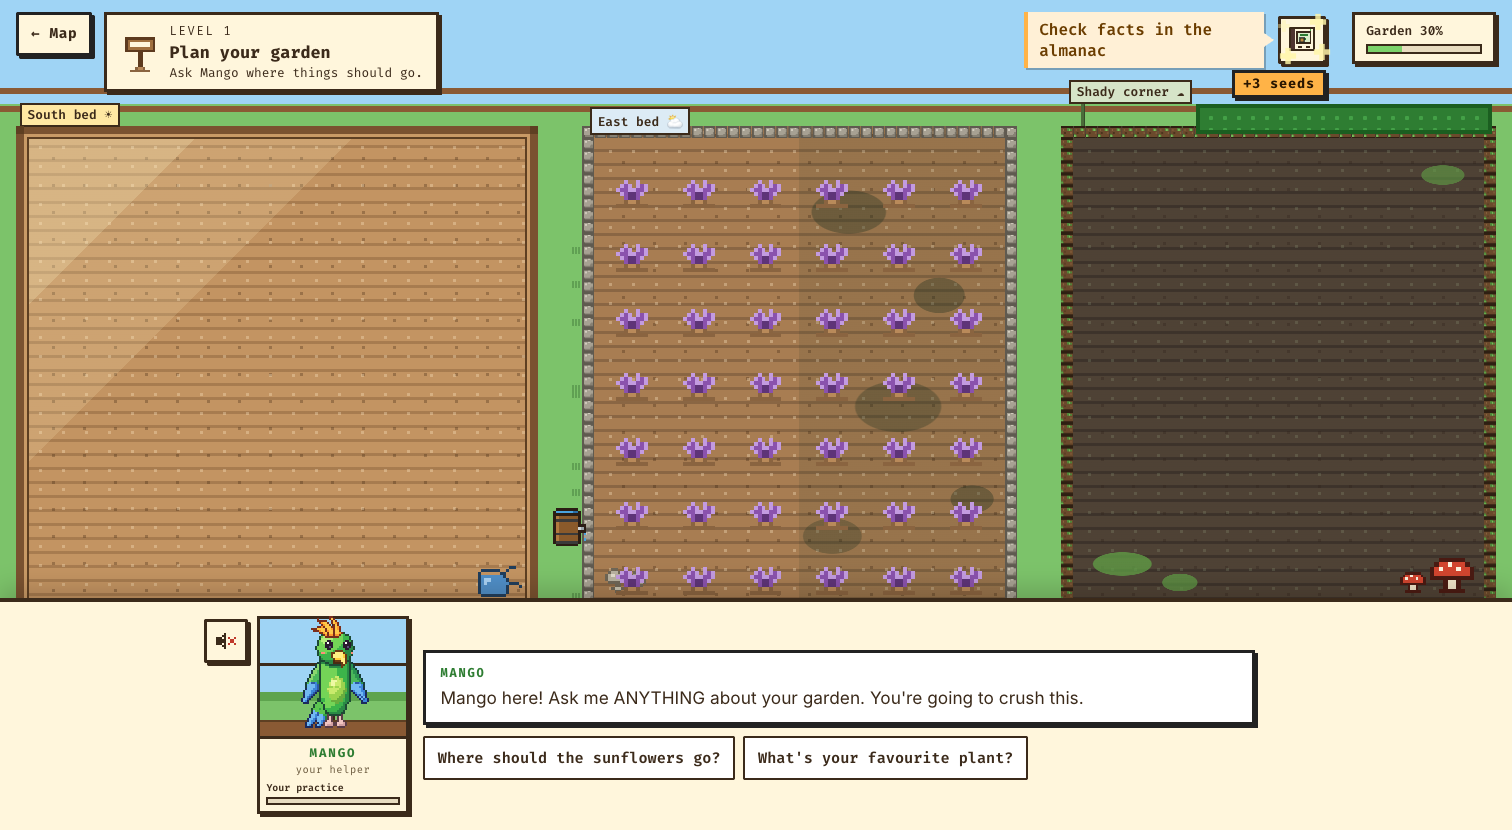 ← Map
LEVEL 1
Plan your garden
Ask Mango where things should go.
Check facts in the
almanac
Garden 30%
+3 seeds
Shady corner ☁
South bed ☀
East bed ⛅
MANGO
your helper
Your practice
MANGO
Mango here! Ask me ANYTHING about your garden. You're going to crush this.
Where should the sunflowers go?
What's your favourite plant?